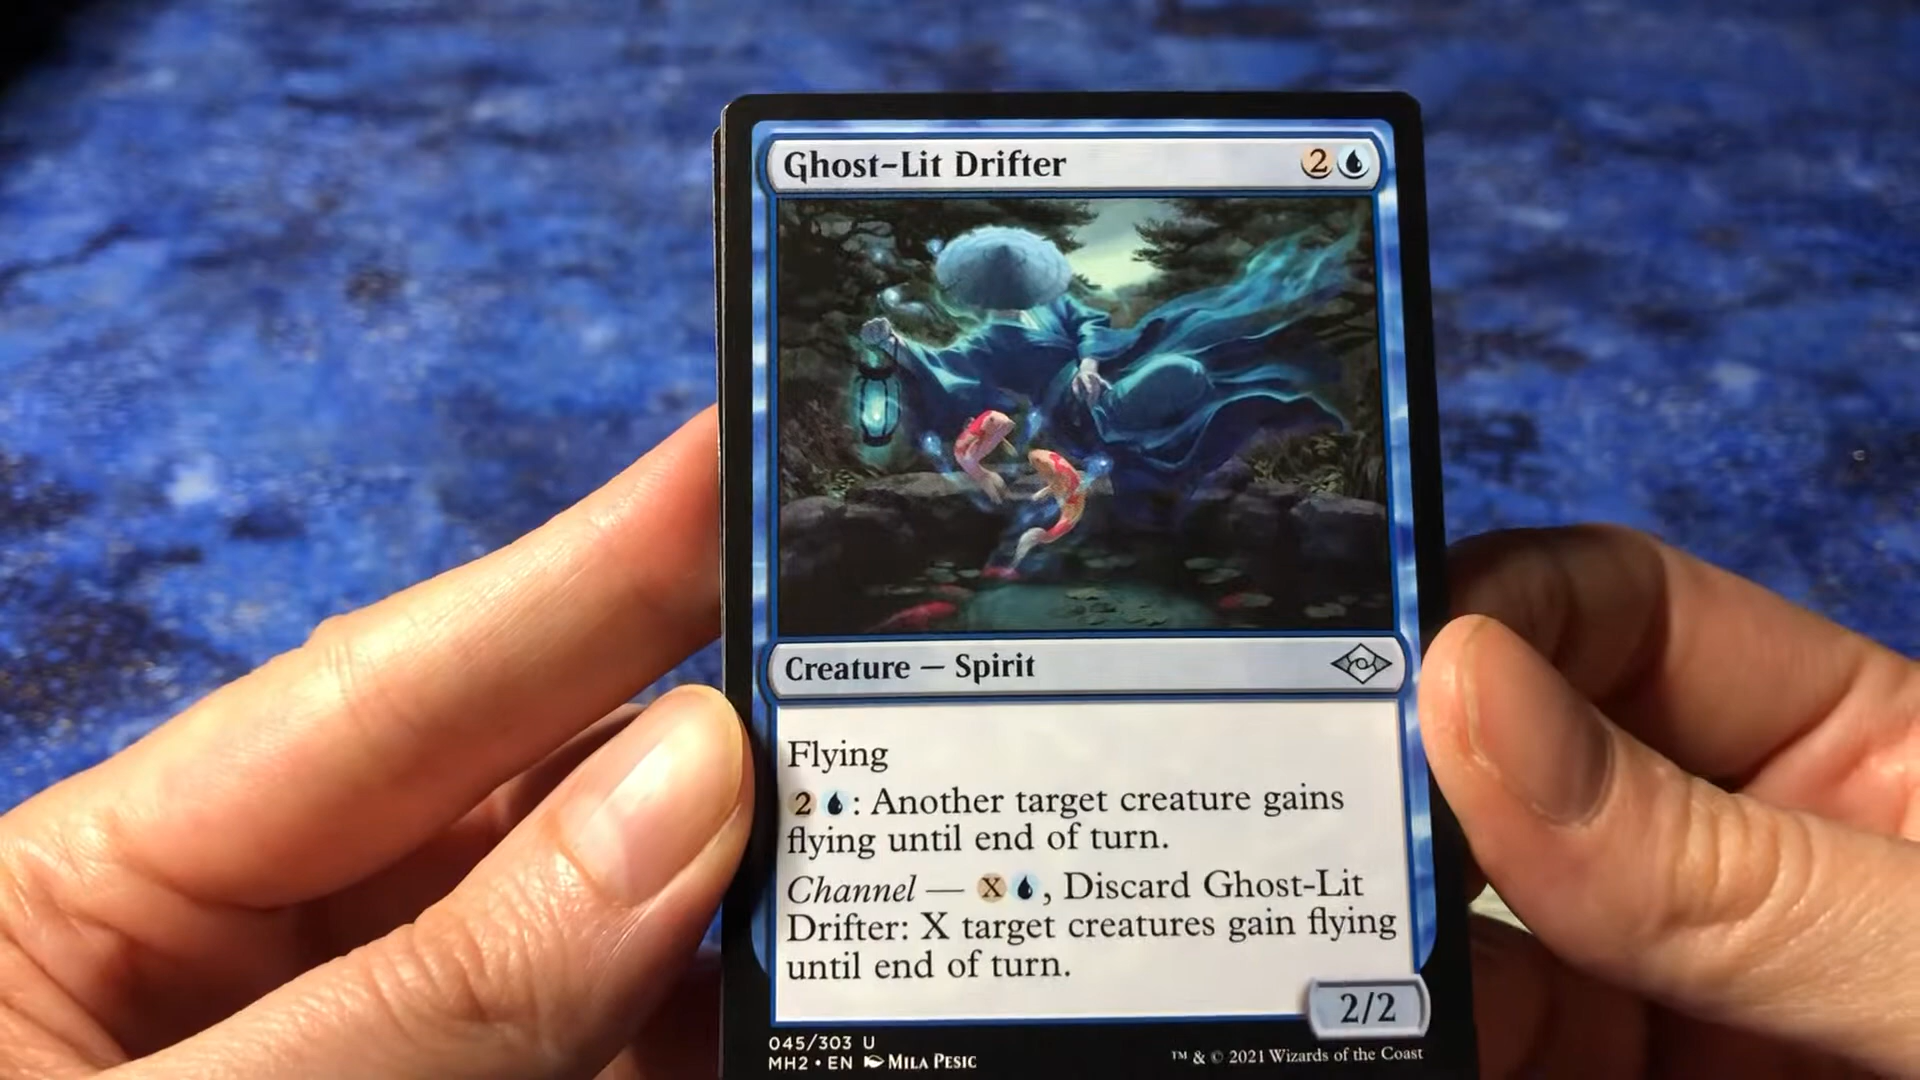 Ghost-Lit Drifter 2
Creature — Spirit
Flying
2 : Another target creature gains
flying until end of turn.
Channel — X , Discard Ghost-Lit
Drifter: X target creatures gain flying
until end of turn.
2/2
045/303 U
MH2 • EN Mila Pesic
™ & © 2021 Wizards of the Coast